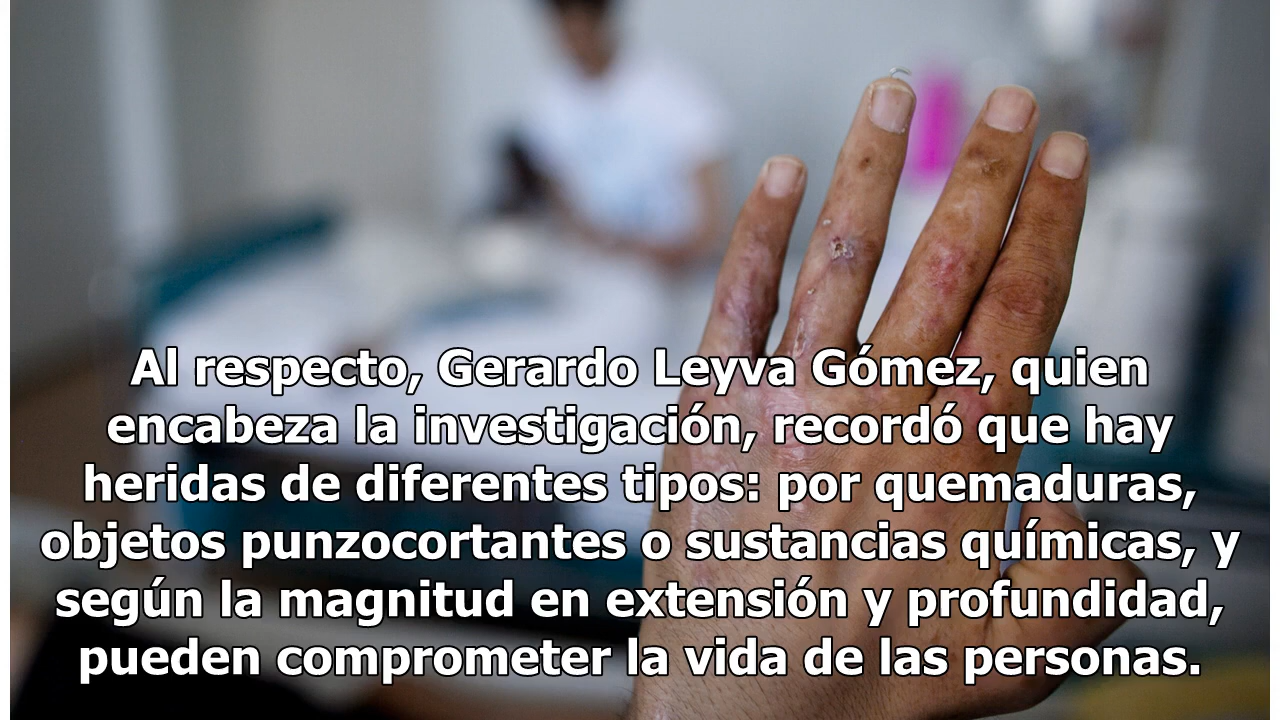 Al respecto, Gerardo Leyva Gómez, quien
encabeza la investigación, recordó que hay
heridas de diferentes tipos: por quemaduras,
objetos punzocortantes o sustancias químicas, y
según la magnitud en extensión y profundidad,
pueden comprometer la vida de las personas.